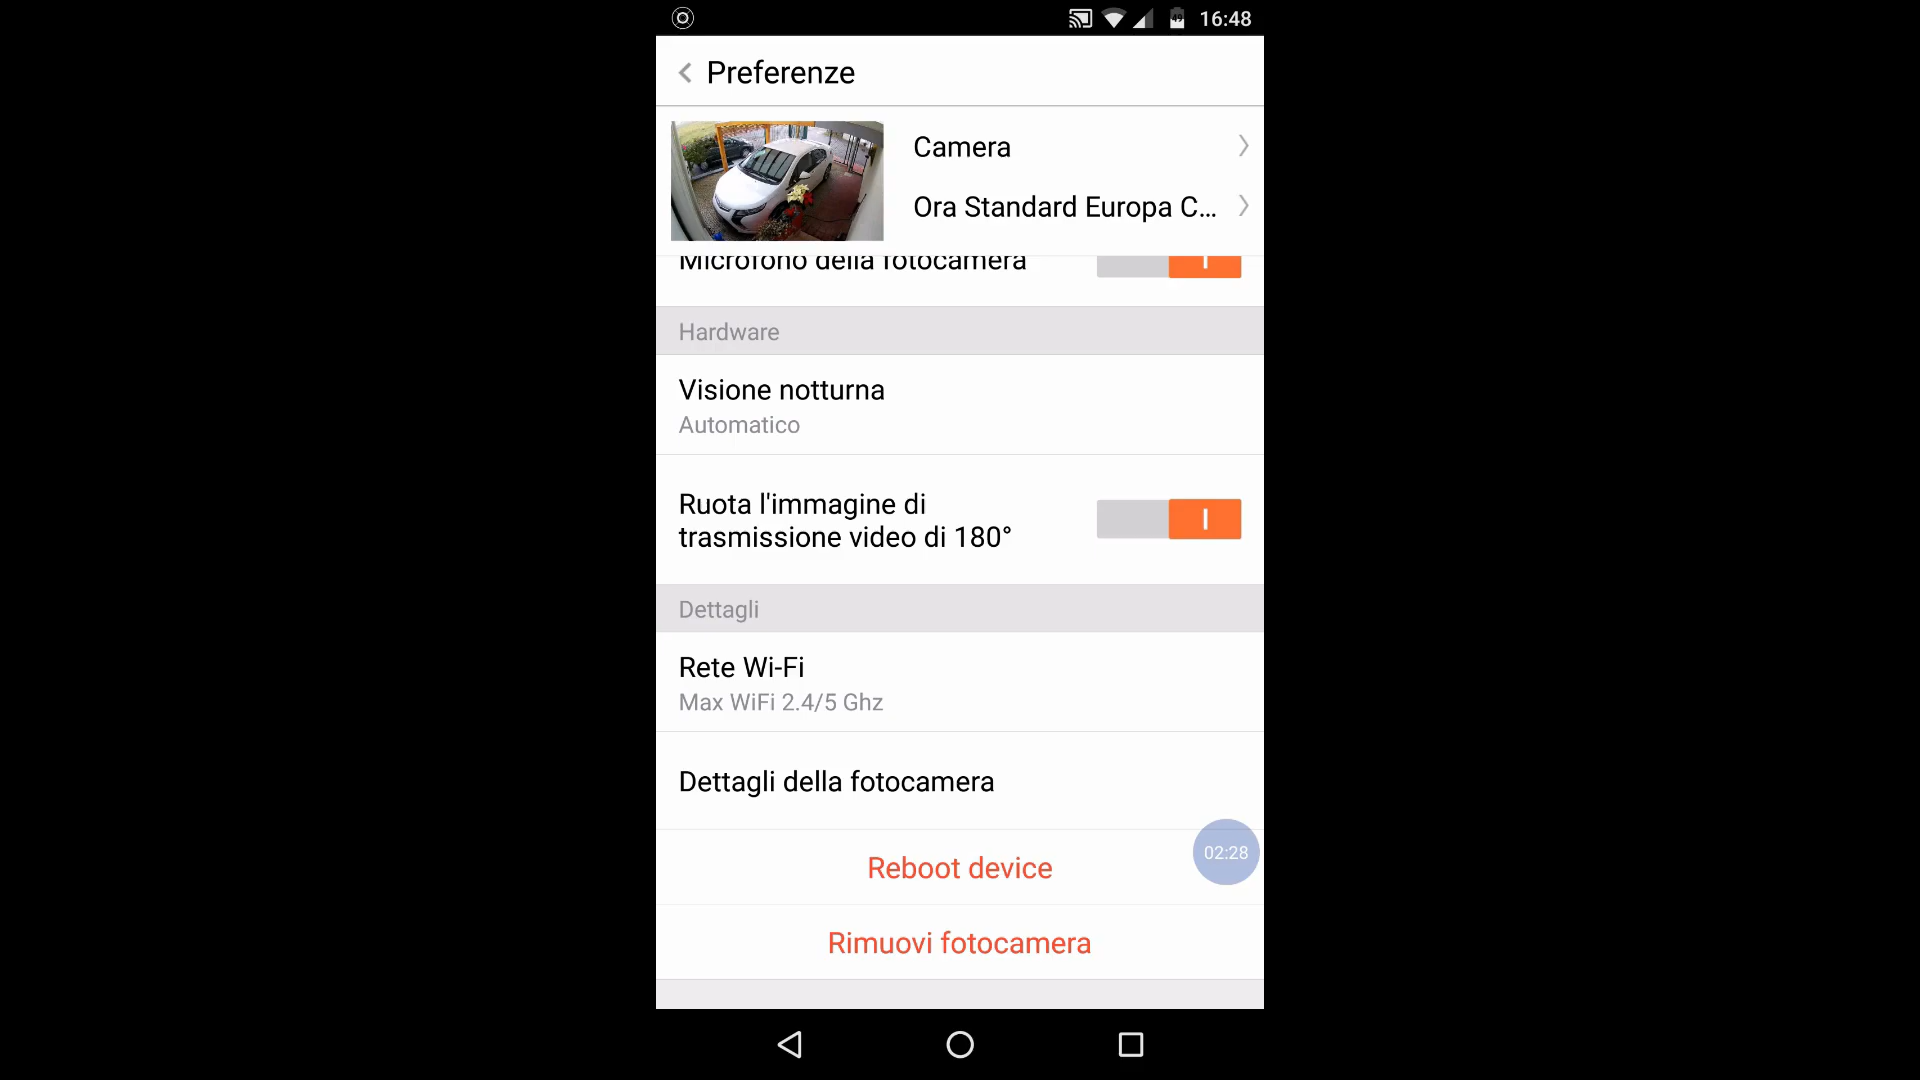 16:48
Preferenze
Camera
Ora Standard Europa C...
Microfono della fotocamera
Hardware
Visione notturna
Automatico
Ruota l'immagine di
trasmissione video di 180°
Dettagli
Rete Wi-Fi
Max WiFi 2.4/5 Ghz
Dettagli della fotocamera
02:28
Reboot device
Rimuovi fotocamera